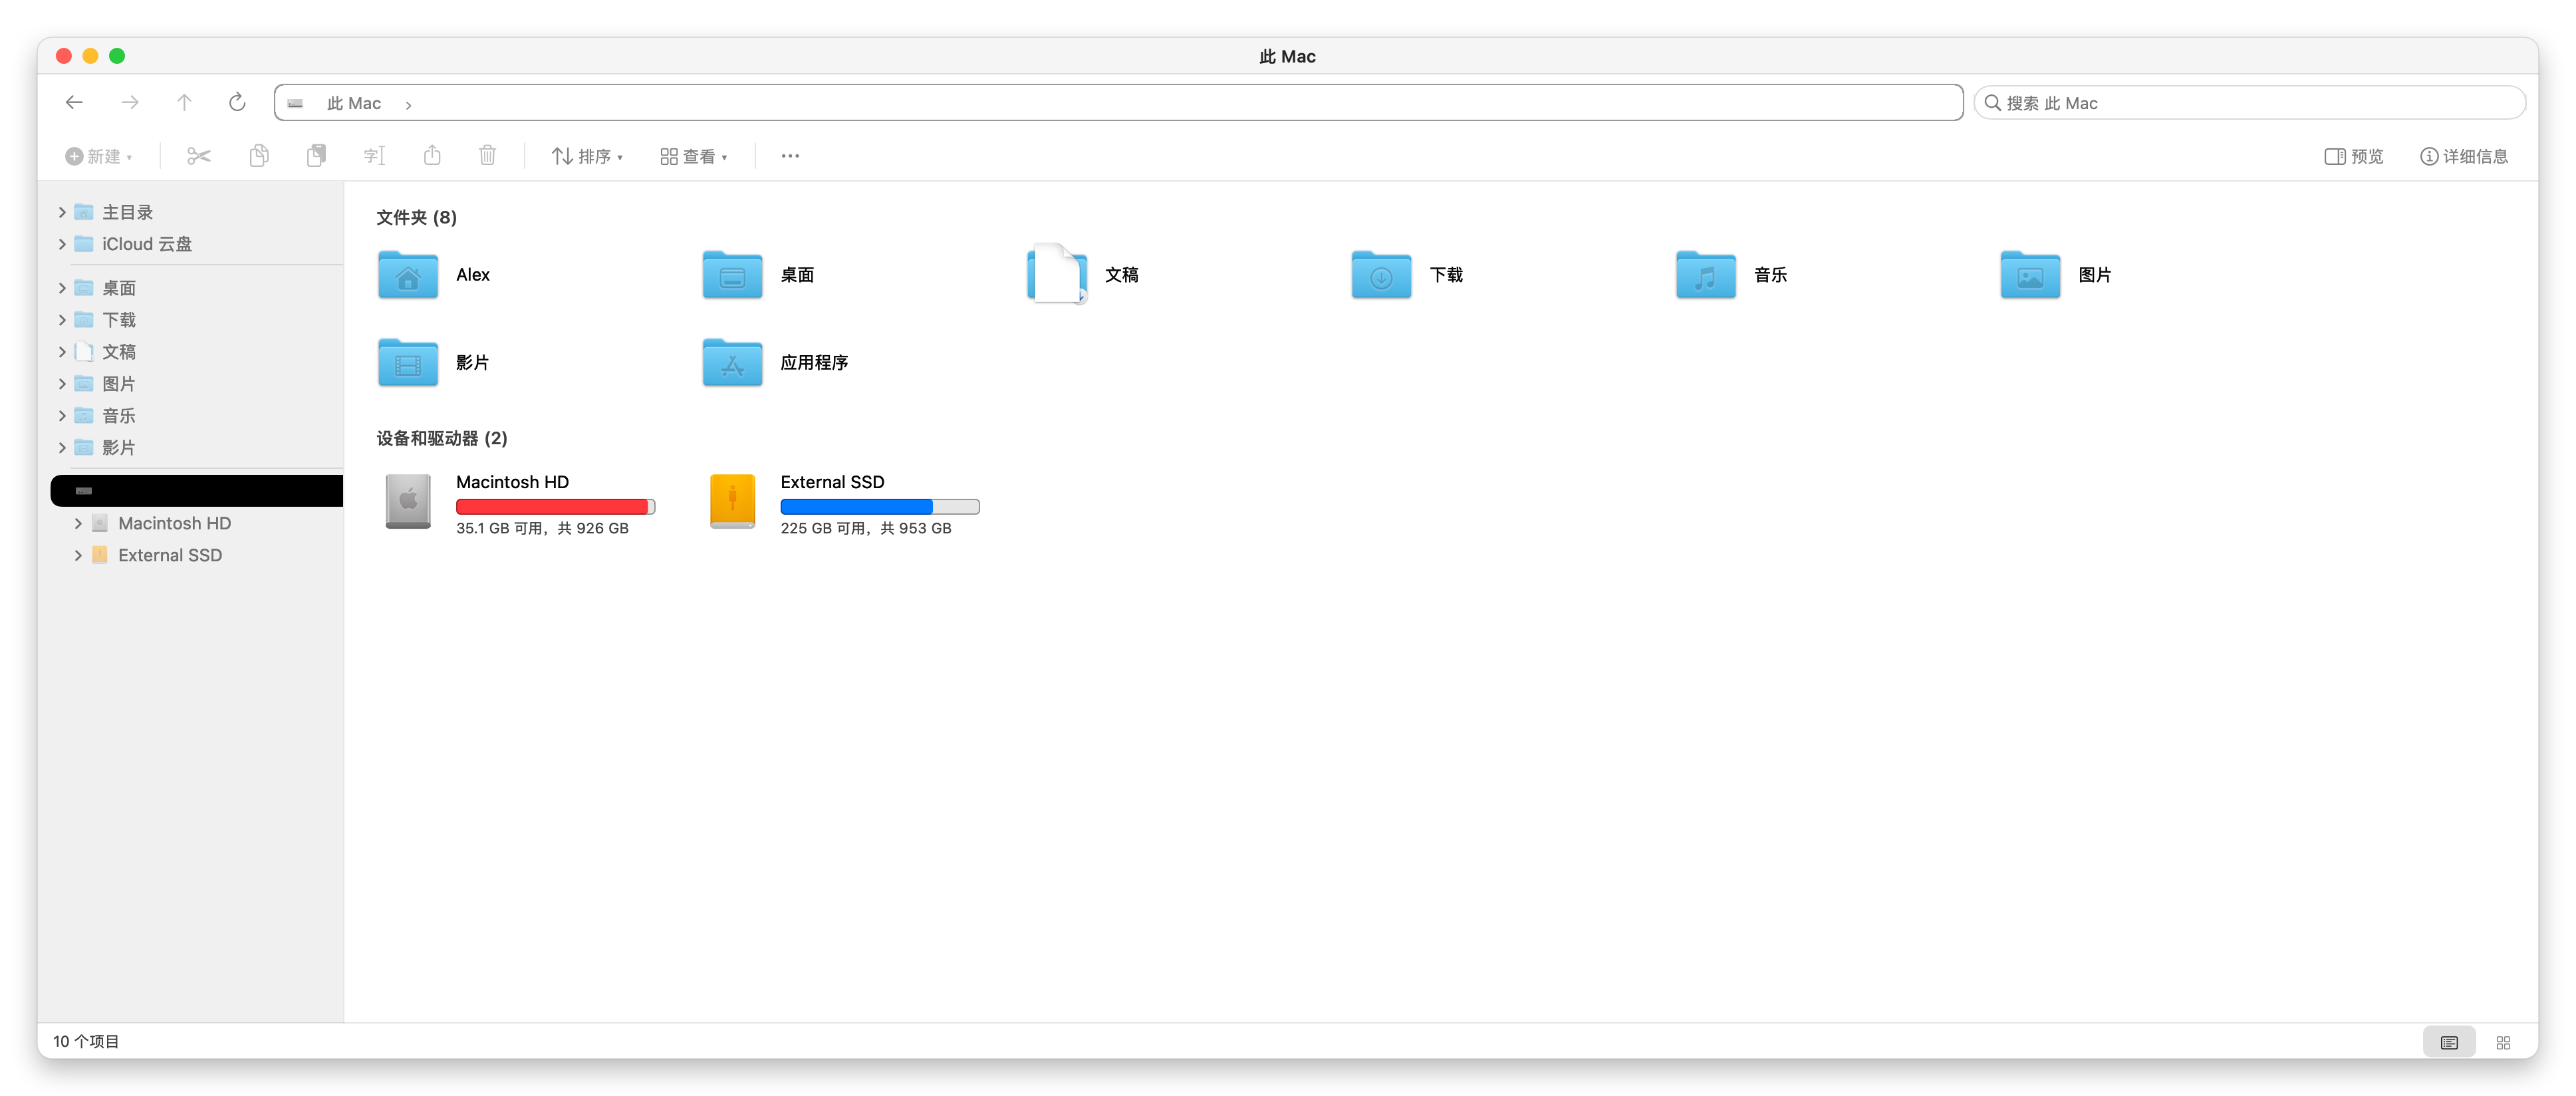 此 Mac
此 Mac
搜索 此 Mac
新建
字
排序
查看
预览
详细信息
主目录
iCloud 云盘
桌面
下载
文稿
图片
音乐
影片
Macintosh HD
External SSD
文件夹 (8)
Alex
桌面
文稿
下载
音乐
图片
影片
应用程序
设备和驱动器 (2)
Macintosh HD
35.1 GB 可用，共 926 GB
External SSD
225 GB 可用，共 953 GB
10 个项目